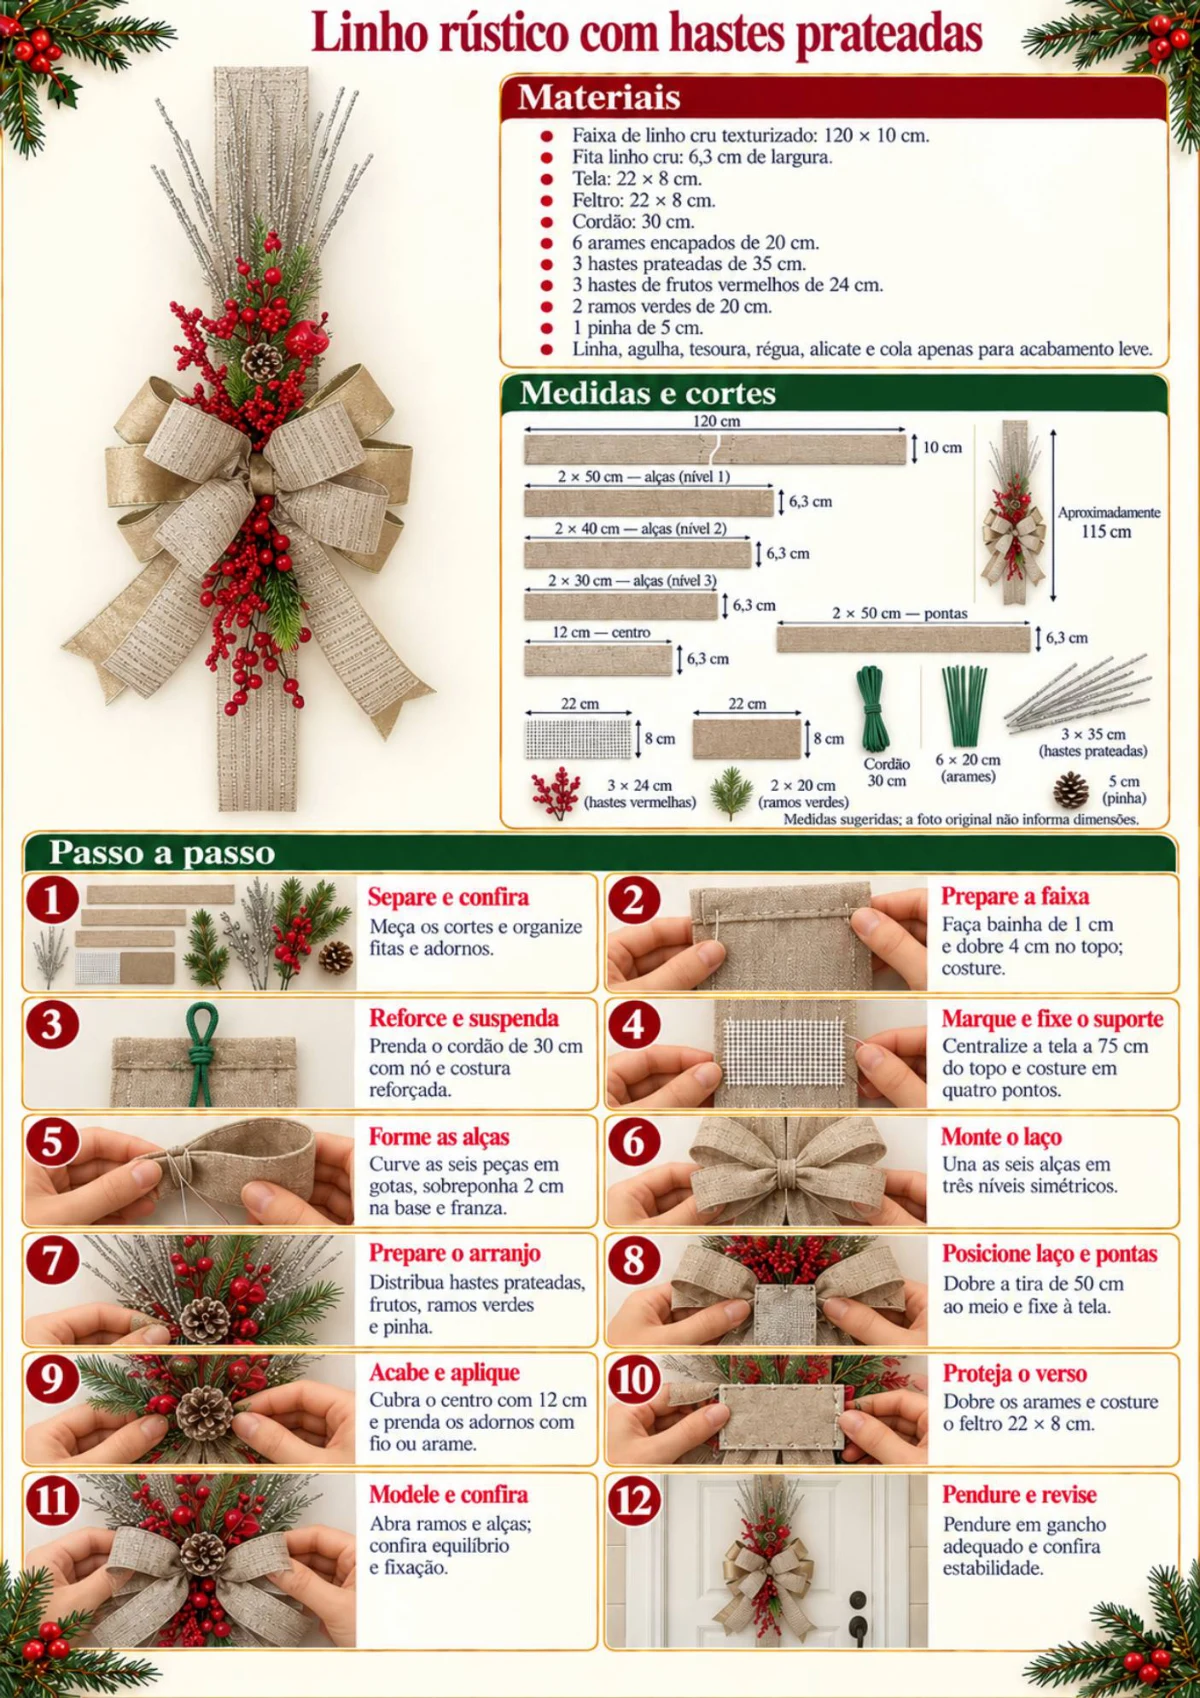 Linho rústico com hastes prateadas
Materiais
Faixa de linho cru texturizado: 120 × 10 cm.
Fita linho cru: 6,3 cm de largura.
Tela: 22 × 8 cm.
Feltro: 22 × 8 cm.
Cordão: 30 cm.
6 arames encapados de 20 cm.
3 hastes prateadas de 35 cm.
3 hastes de frutos vermelhos de 24 cm.
2 ramos verdes de 20 cm.
1 pinha de 5 cm.
Linha, agulha, tesoura, régua, alicate e cola apenas para acabamento leve.
Medidas e cortes
120 cm
10 cm
2 × 50 cm — alças (nível 1)
6,3 cm
2 × 40 cm — alças (nível 2)
6,3 cm
2 × 30 cm — alças (nível 3)
6,3 cm
12 cm — centro
6,3 cm
Aproximadamente
115 cm
2 × 50 cm — pontas
6,3 cm
22 cm
8 cm
22 cm
8 cm
Cordão
30 cm
6 × 20 cm
(arames)
3 × 35 cm
(hastes prateadas)
3 × 24 cm
(hastes vermelhas)
2 × 20 cm
(ramos verdes)
5 cm
(pinha)
Medidas sugeridas; a foto original não informa dimensões.
Passo a passo
1
Separe e confira
Meça os cortes e organize
fitas e adornos.
2
Prepare a faixa
Faça bainha de 1 cm
e dobre 4 cm no topo;
costure.
3
Reforce e suspenda
Prenda o cordão de 30 cm
com nó e costura
reforçada.
4
Marque e fixe o suporte
Centralize a tela a 75 cm
do topo e costure em
quatro pontos.
5
Forme as alças
Curve as seis peças em
gotas, sobreponha 2 cm
na base e franza.
6
Monte o laço
Una as seis alças em
três níveis simétricos.
7
Prepare o arranjo
Distribua hastes prateadas,
frutos, ramos verdes
e pinha.
8
Posicione laço e pontas
Dobre a tira de 50 cm
ao meio e fixe à tela.
9
Acabe e aplique
Cubra o centro com 12 cm
e prenda os adornos com
fio ou arame.
10
Proteja o verso
Dobre os arames e costure
o feltro 22 × 8 cm.
11
Modele e confira
Abra ramos e alças;
confira equilíbrio
e fixação.
12
Pendure e revise
Pendure em gancho
adequado e confira
estabilidade.